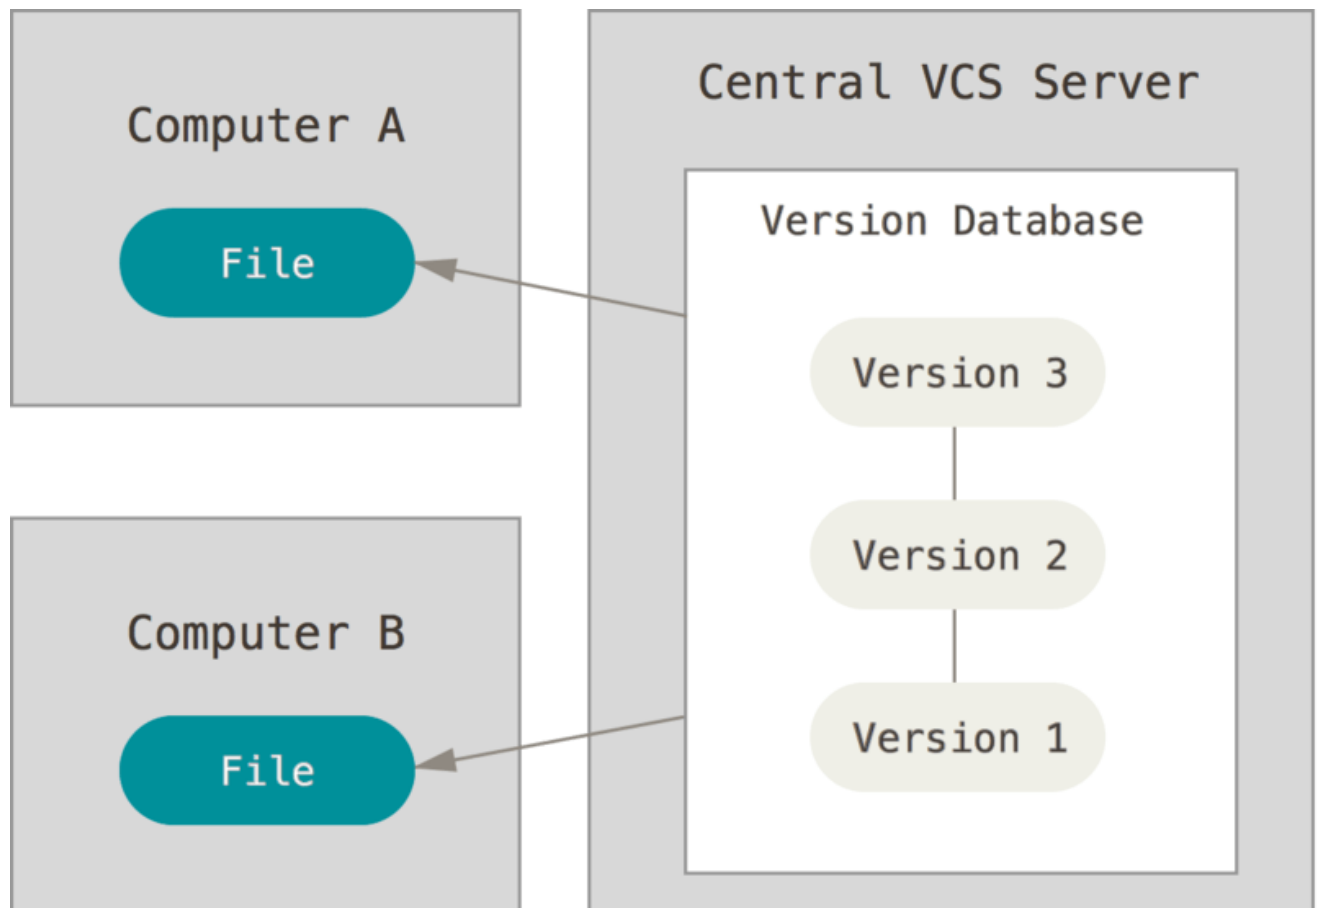 Computer A
File
Computer B
File
Central VCS Server
Version Database
Version 3
Version 2
Version 1